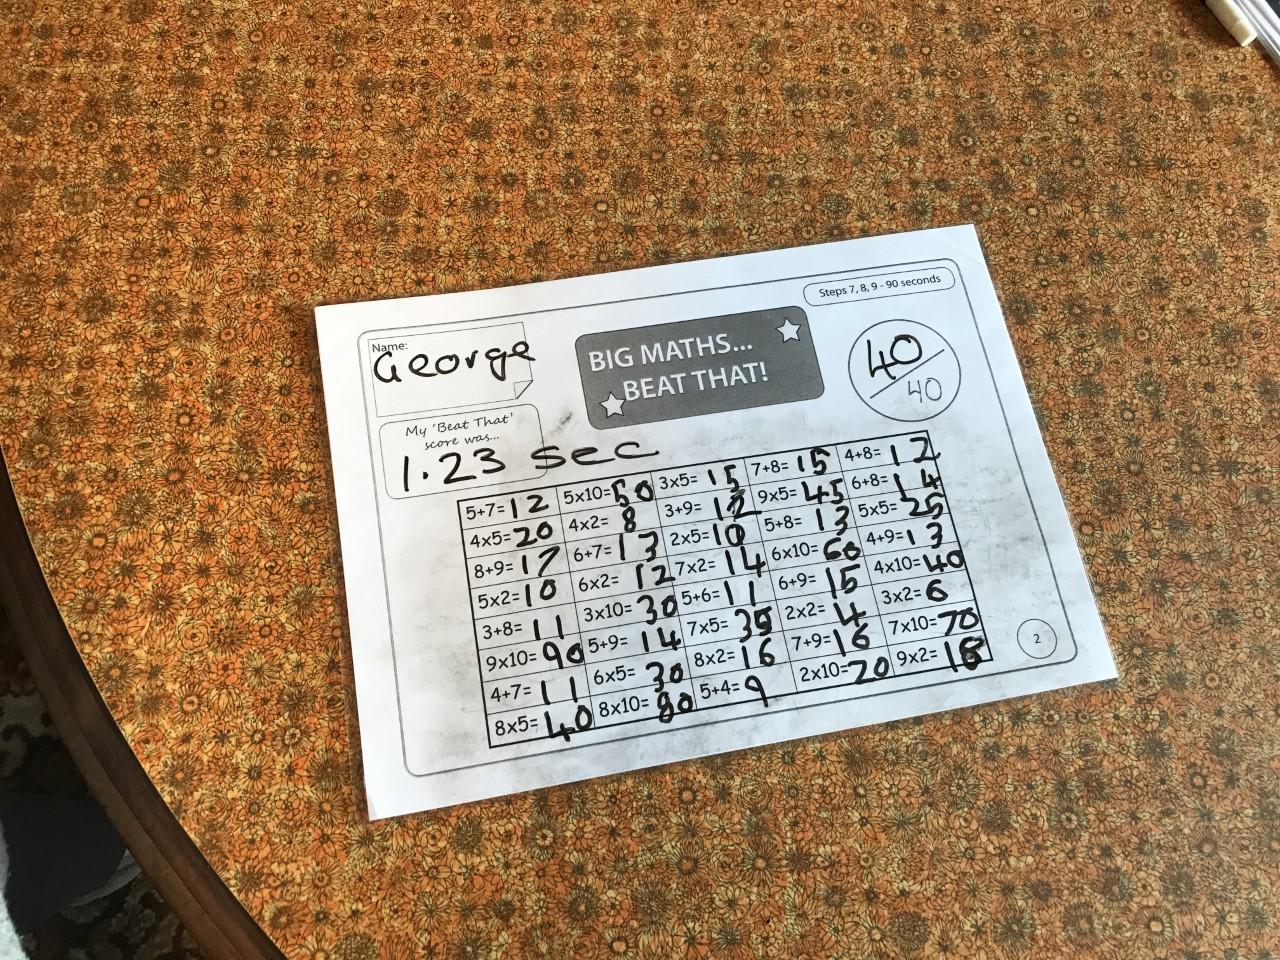 Steps 7, 8, 9 - 90 seconds
Name:
George
BIG MATHS...
BEAT THAT!
40
40
My 'Beat That'
score was...
1.23 sec
5+7= 12 5x10= 50 3x5= 15 7+8= 15 4+8= 12
4x5= 20 4x2= 8 3+9= 12 9x5= 45 6+8= 14
8+9= 17 6+7= 13 2x5= 10 5+8= 13 5x5= 25
5x2= 10 6x2= 12 7x2= 14 6x10= 60 4+9= 13
3+8= 11 3x10= 30 5+6= 11 6+9= 15 4x10= 40
9x10= 90 5+9= 14 7x5= 35 2x2= 4 3x2= 6
4+7= 11 6x5= 30 8x2= 16 7+9= 16 7x10= 70
8x5= 40 8x10= 80 5+4= 9 2x10= 20 9x2= 18
2